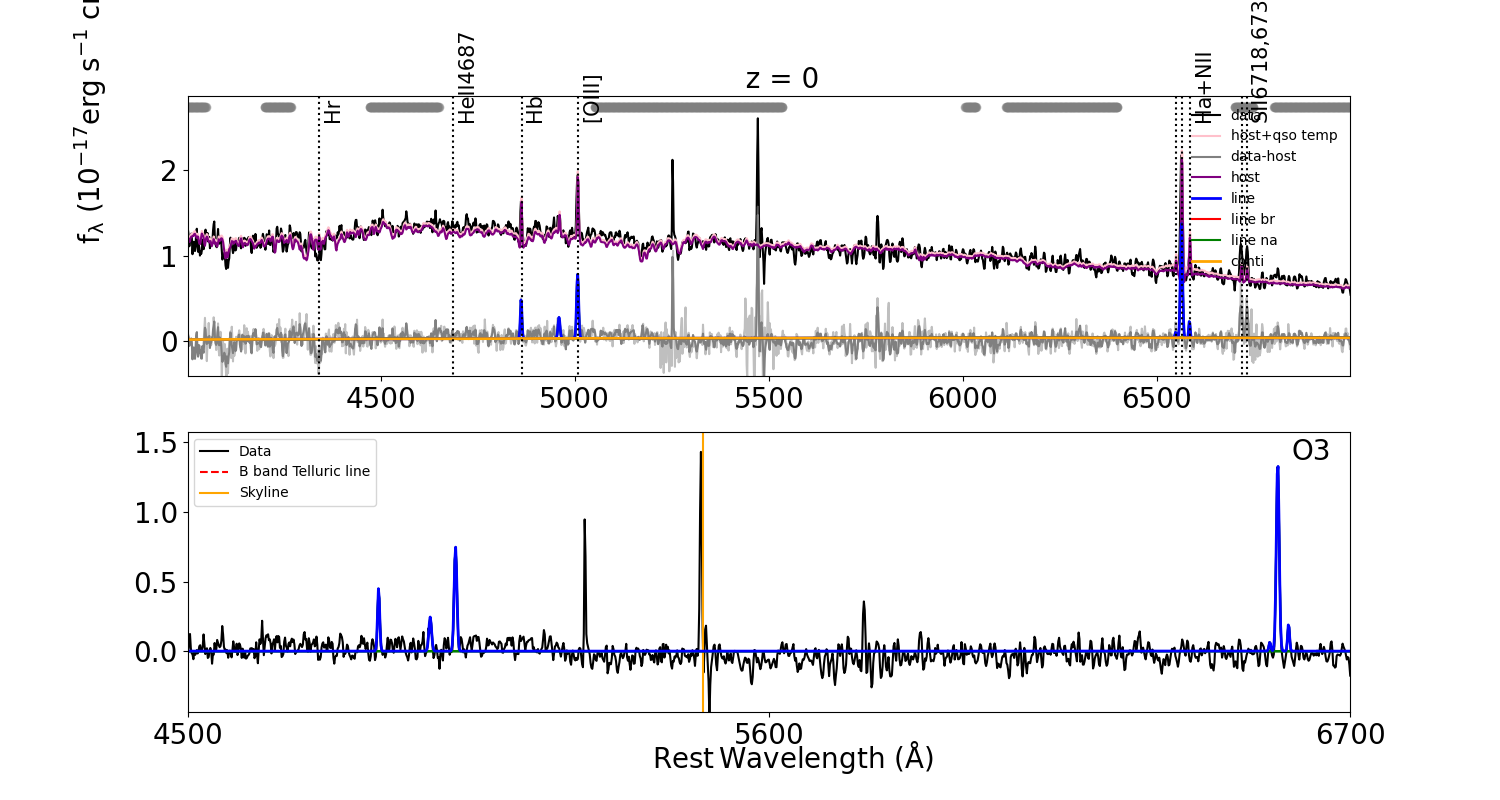 z = 0
fλ (10−17erg s−1 c
Hr
HeII4687
Hb
[OIII]
Ha+NII
SII6718,673
data
host+qso temp
data-host
host
line
line br
line na
conti
2
1
0
4500 5000 5500 6000 6500
O3
Data
B band Telluric line
Skyline
1.5
1.0
0.5
0.0
4500 5600 6700
Rest Wavelength (Å)